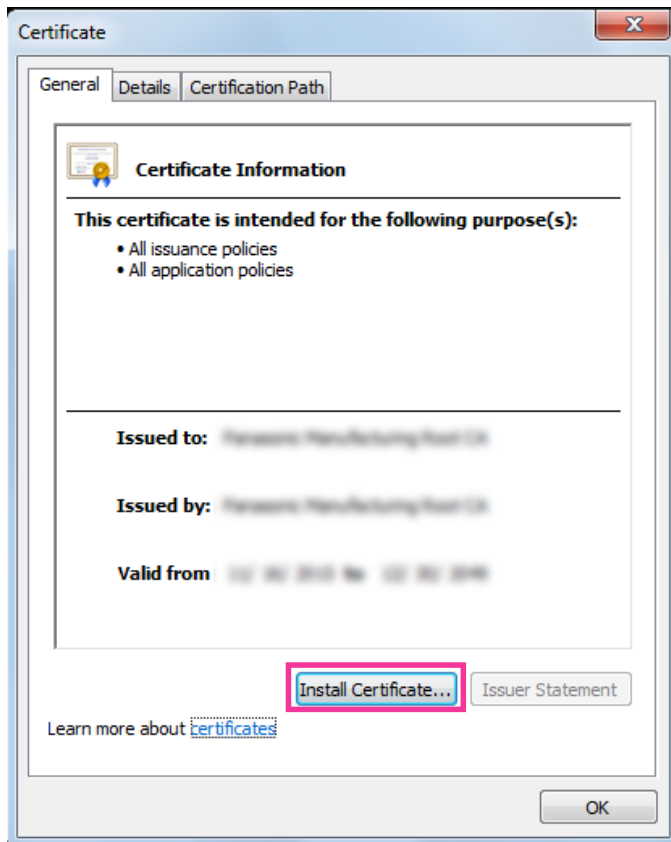 Certificate
General Details Certification Path
Certificate Information
This certificate is intended for the following purpose(s):
• All issuance policies
• All application policies
Issued to:
Issued by:
Valid from
Install Certificate... Issuer Statement
Learn more about certificates
OK